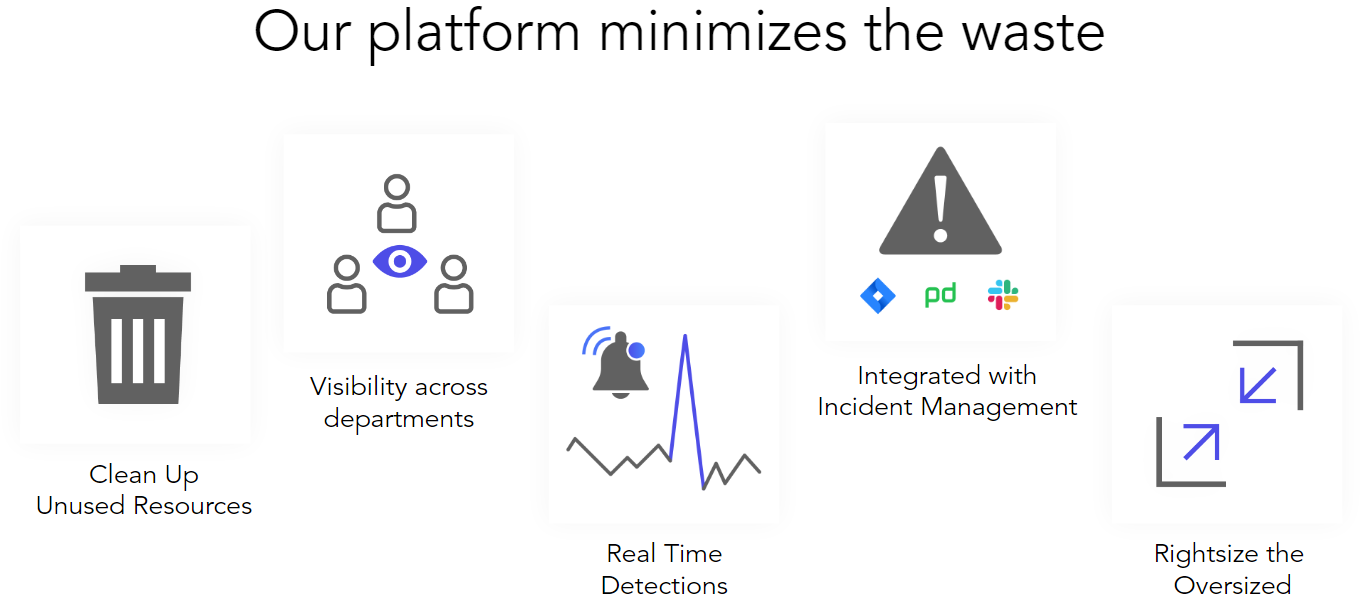 Our platform minimizes the waste
Clean Up
Unused Resources
Visibility across
departments
Real Time
Detections
pd
Integrated with
Incident Management
Rightsize the
Oversized